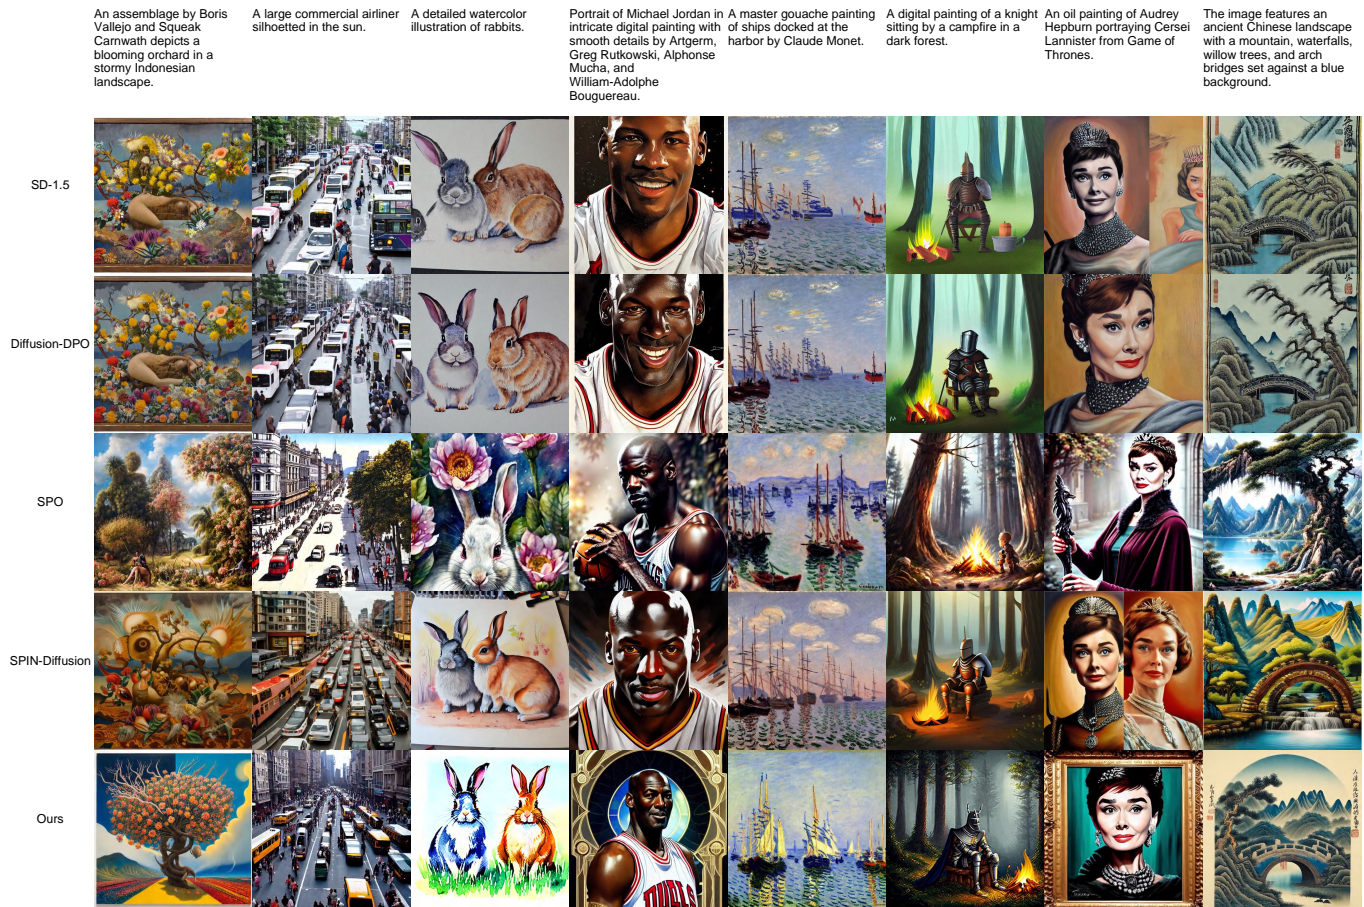 An assemblage by Boris
Vallejo and Squeak
Carnwath depicts a
blooming orchard in a
stormy Indonesian
landscape.
A large commercial airliner
silhoetted in the sun.
A detailed watercolor
illustration of rabbits.
Portrait of Michael Jordan in
intricate digital painting with
smooth details by Artgerm,
Greg Rutkowski, Alphonse
Mucha, and
William-Adolphe
Bouguereau.
A master gouache painting
of ships docked at the
harbor by Claude Monet.
A digital painting of a knight
sitting by a campfire in a
dark forest.
An oil painting of Audrey
Hepburn portraying Cersei
Lannister from Game of
Thrones.
The image features an
ancient Chinese landscape
with a mountain, waterfalls,
willow trees, and arch
bridges set against a blue
background.
SD-1.5
Diffusion-DPO
SPO
SPIN-Diffusion
Ours